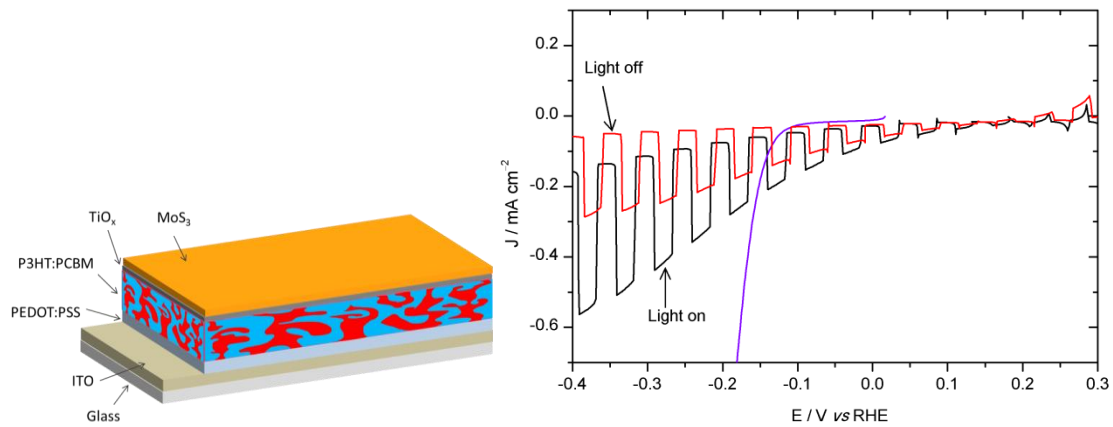 TiOx
MoS3
P3HT:PCBM
PEDOT:PSS
ITO
Glass
0.2
0.0
-0.2
-0.4
-0.6
J / mA cm⁻²
Light off
Light on
-0.4 -0.3 -0.2 -0.1 0.0 0.1 0.2 0.3
E / V vs RHE